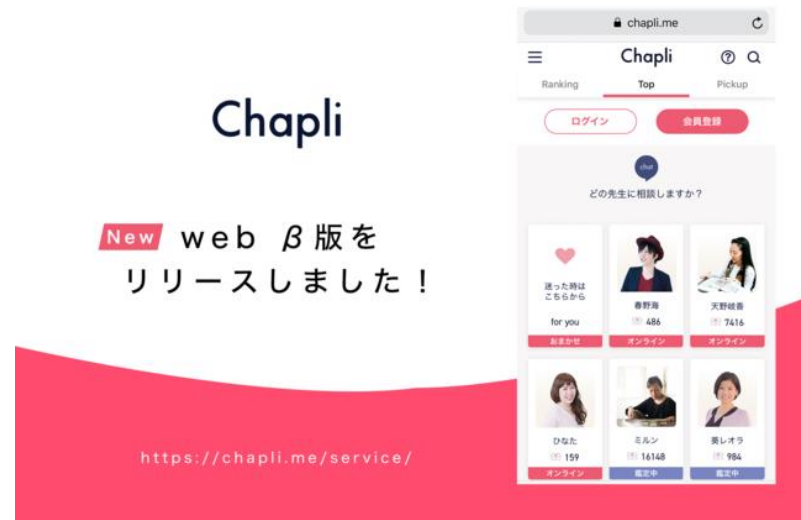 Chapli
New web β版を
リリースしました！
https://chapli.me/service/
chapli.me
Chapli
Ranking Top Pickup
ログイン 会員登録
chat
どの先生に相談しますか？
迷った時は
こちらから
for you
おまかせ
春野海
486
オンライン
天野岐香
7416
オンライン
ひなた
159
オンライン
ミルン
16148
鑑定中
葵レオラ
984
鑑定中